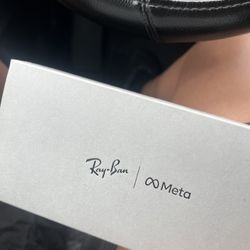 Ray-Ban | ∞ Meta